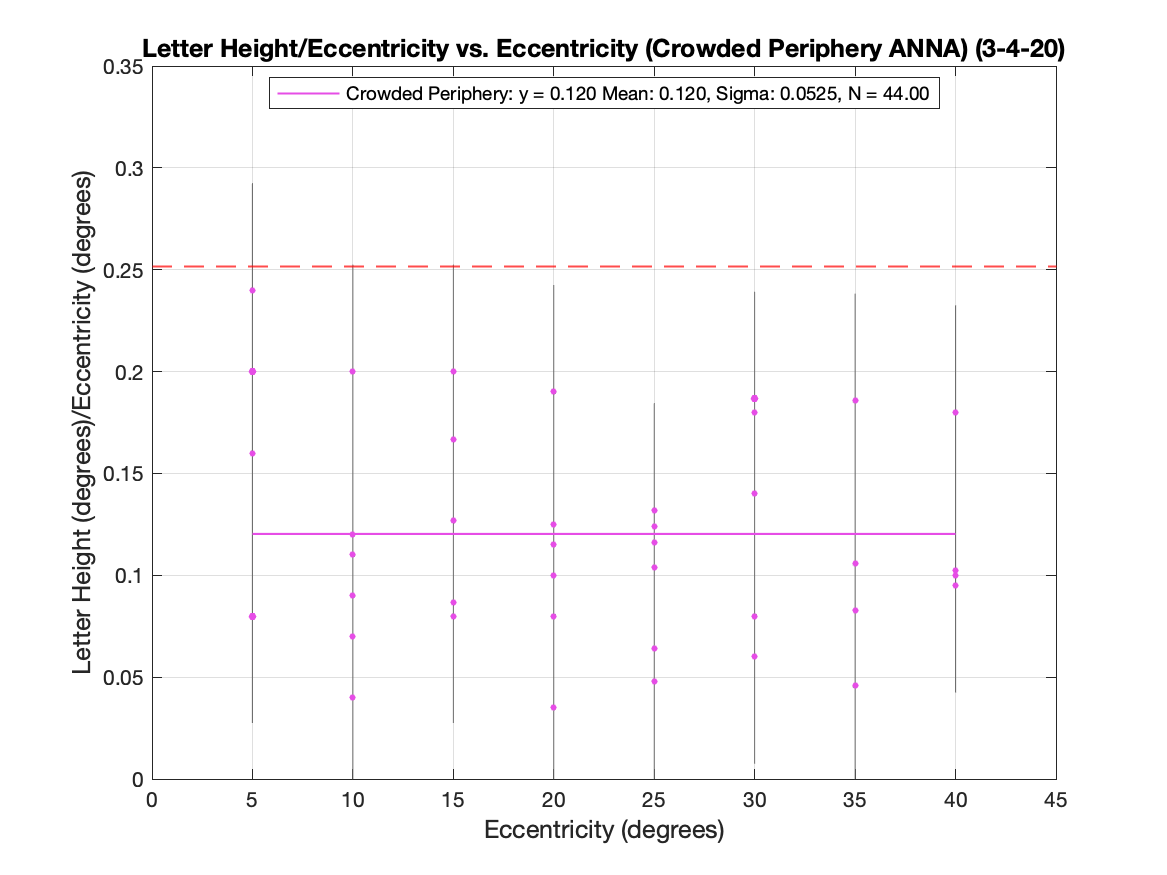 Letter Height/Eccentricity vs. Eccentricity (Crowded Periphery ANNA) (3-4-20)
Crowded Periphery: y = 0.120 Mean: 0.120, Sigma: 0.0525, N = 44.00
Letter Height (degrees)/Eccentricity (degrees)
0.35
0.3
0.25
0.2
0.15
0.1
0.05
0
0 5 10 15 20 25 30 35 40 45
Eccentricity (degrees)